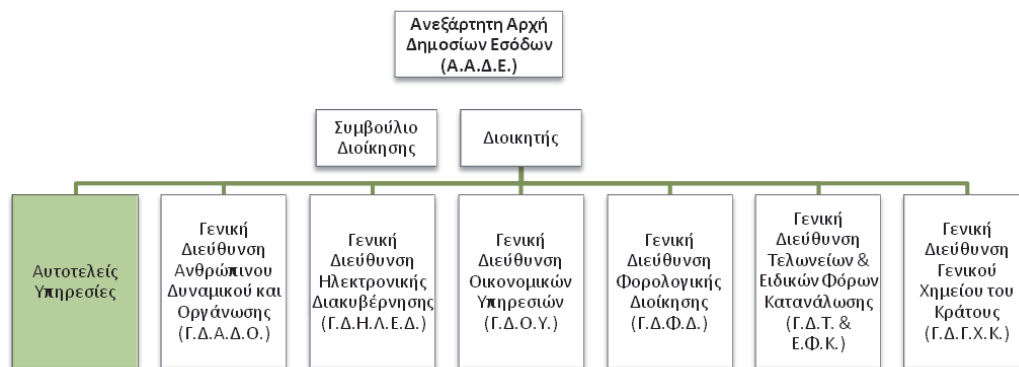 Ανεξάρτητη Αρχή
Δημοσίων Εσόδων
(Α.Α.Δ.Ε.)
Συμβούλιο
Διοίκησης
Διοικητής
Αυτοτελείς
Υπηρεσίες
Γενική
Διεύθυνση
Ανθρώπινου
Δυναμικού και
Οργάνωσης
(Γ.Δ.Α.Δ.Ο.)
Γενική
Διεύθυνση
Ηλεκτρονικής
Διακυβέρνησης
(Γ.Δ.Η.Λ.Ε.Δ.)
Γενική
Διεύθυνση
Οικονομικών
Υπηρεσιών
(Γ.Δ.Ο.Υ.)
Γενική
Διεύθυνση
Φορολογικής
Διοίκησης
(Γ.Δ.Φ.Δ.)
Γενική
Διεύθυνση
Τελωνείων &
Ειδικών Φόρων
Κατανάλωσης
(Γ.Δ.Τ. &
Ε.Φ.Κ.)
Γενική
Διεύθυνση
Γενικού
Χημείου του
Κράτους
(Γ.Δ.Γ.Χ.Κ.)